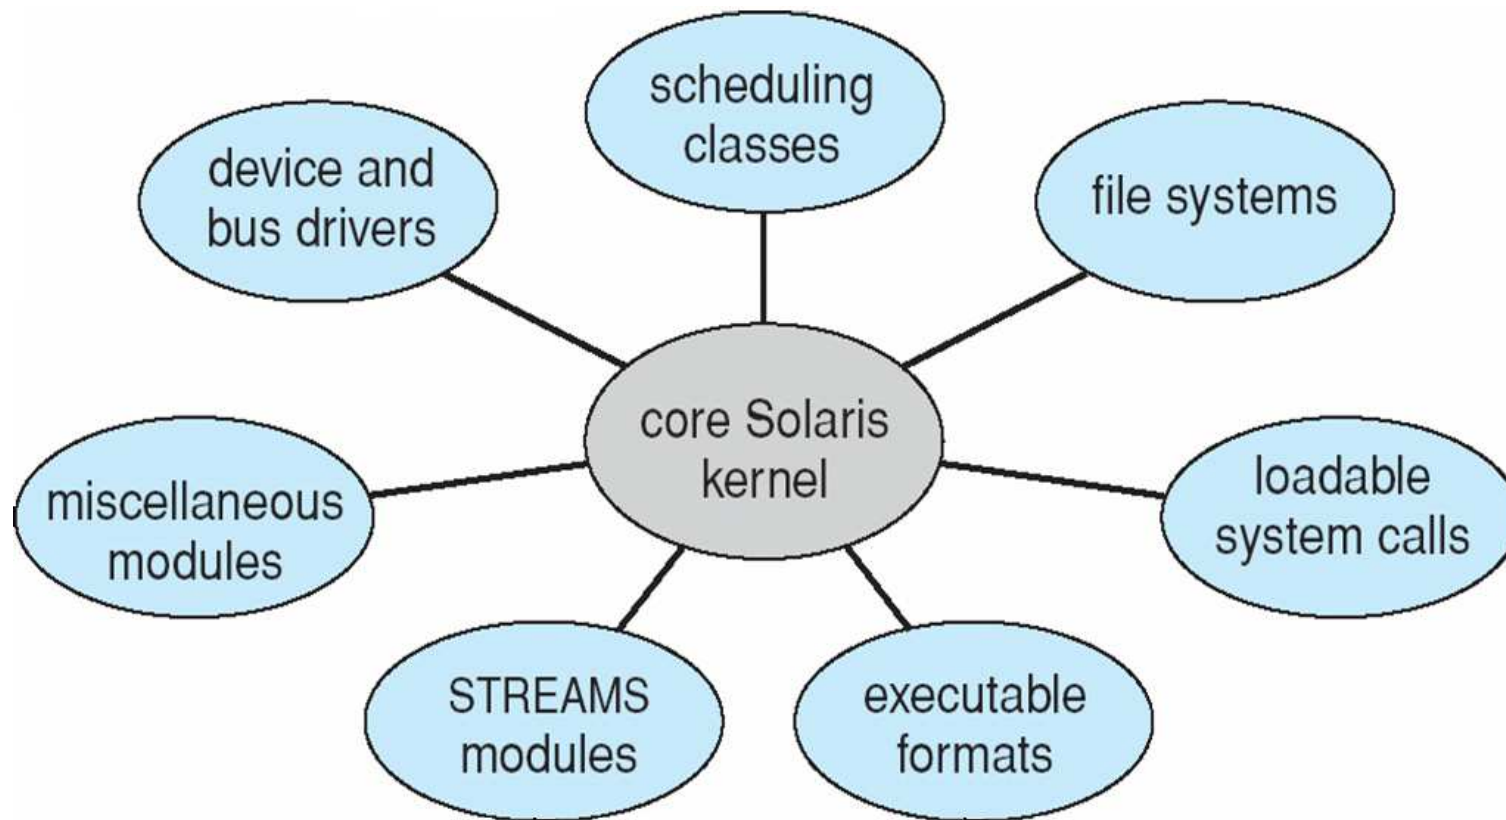 scheduling
classes
device and
bus drivers
file systems
core Solaris
kernel
miscellaneous
modules
loadable
system calls
STREAMS
modules
executable
formats